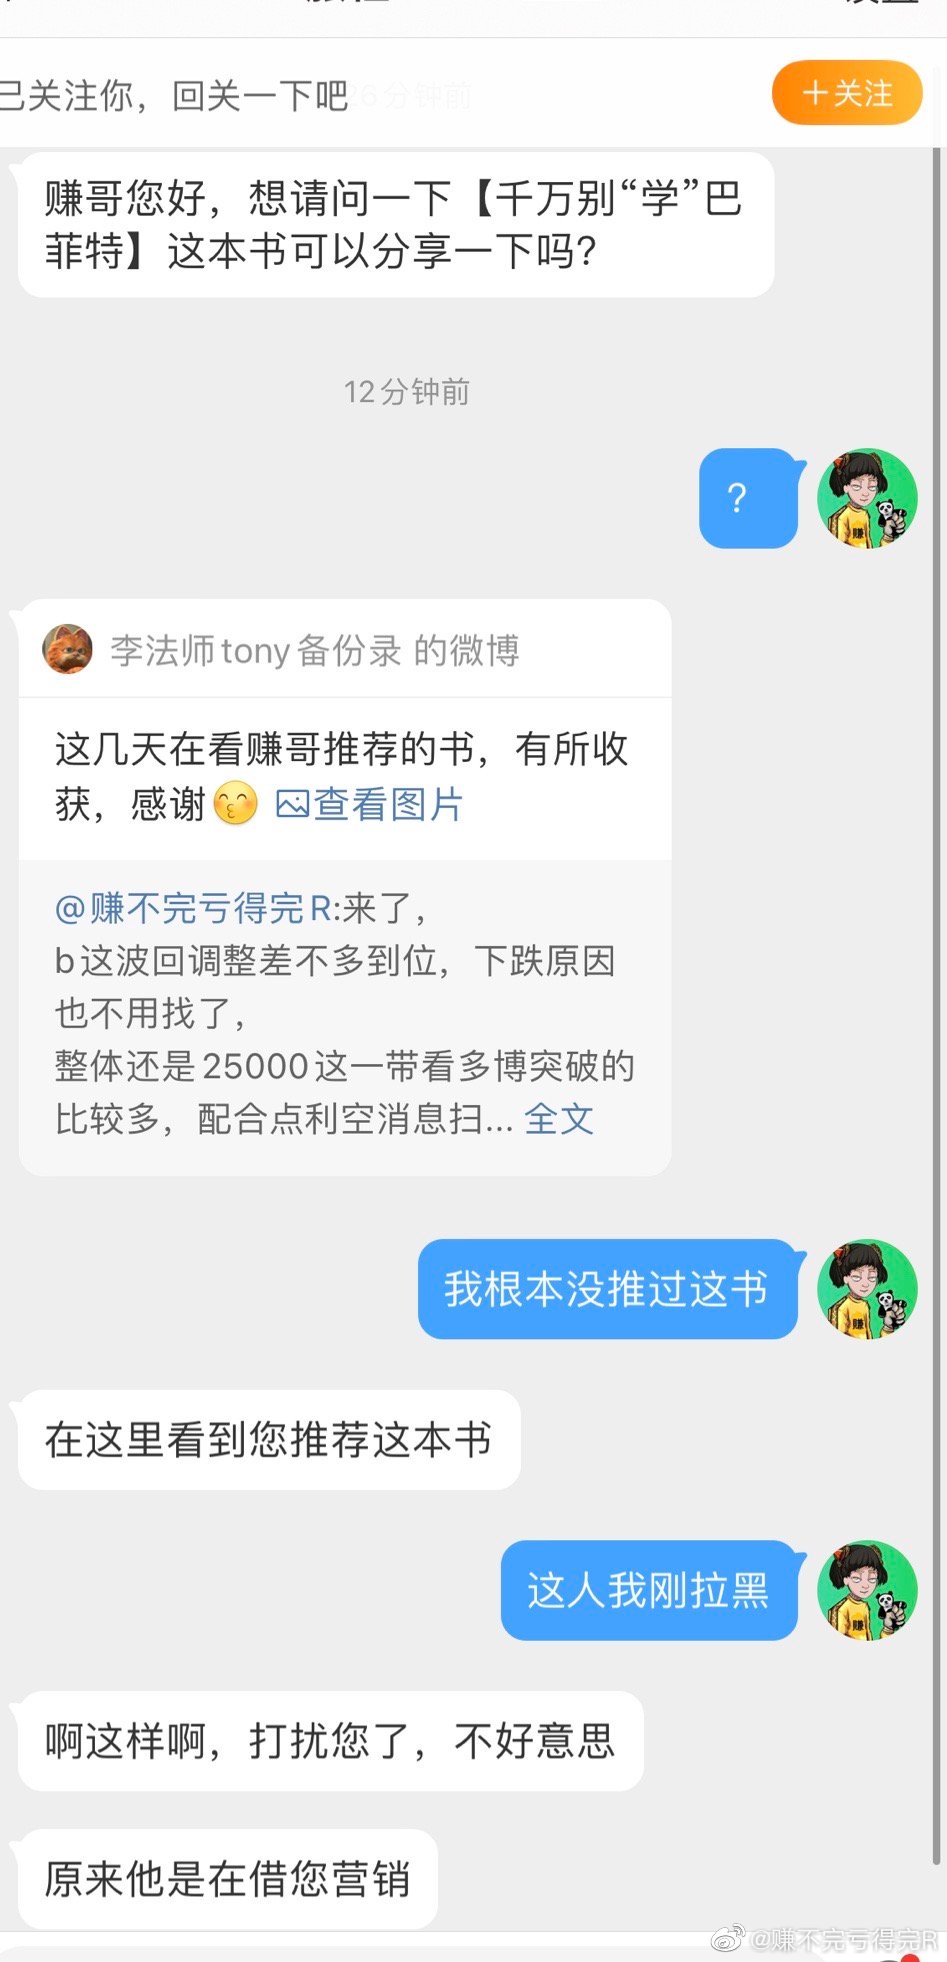 已关注你，回关一下吧
26分钟前
+关注
赚哥您好，想请问一下【千万别“学”巴
菲特】这本书可以分享一下吗?
12分钟前
?
李法师tony备份录 的微博
这几天在看赚哥推荐的书，有所收
获，感谢 查看图片
@赚不完亏得完R:来了，
b这波回调整差不多到位，下跌原因
也不用找了，
整体还是25000这一带看多博突破的
比较多，配合点利空消息扫... 全文
我根本没推过这书
在这里看到您推荐这本书
这人我刚拉黑
啊这样啊，打扰您了，不好意思
原来他是在借您营销
@赚不完亏得完R